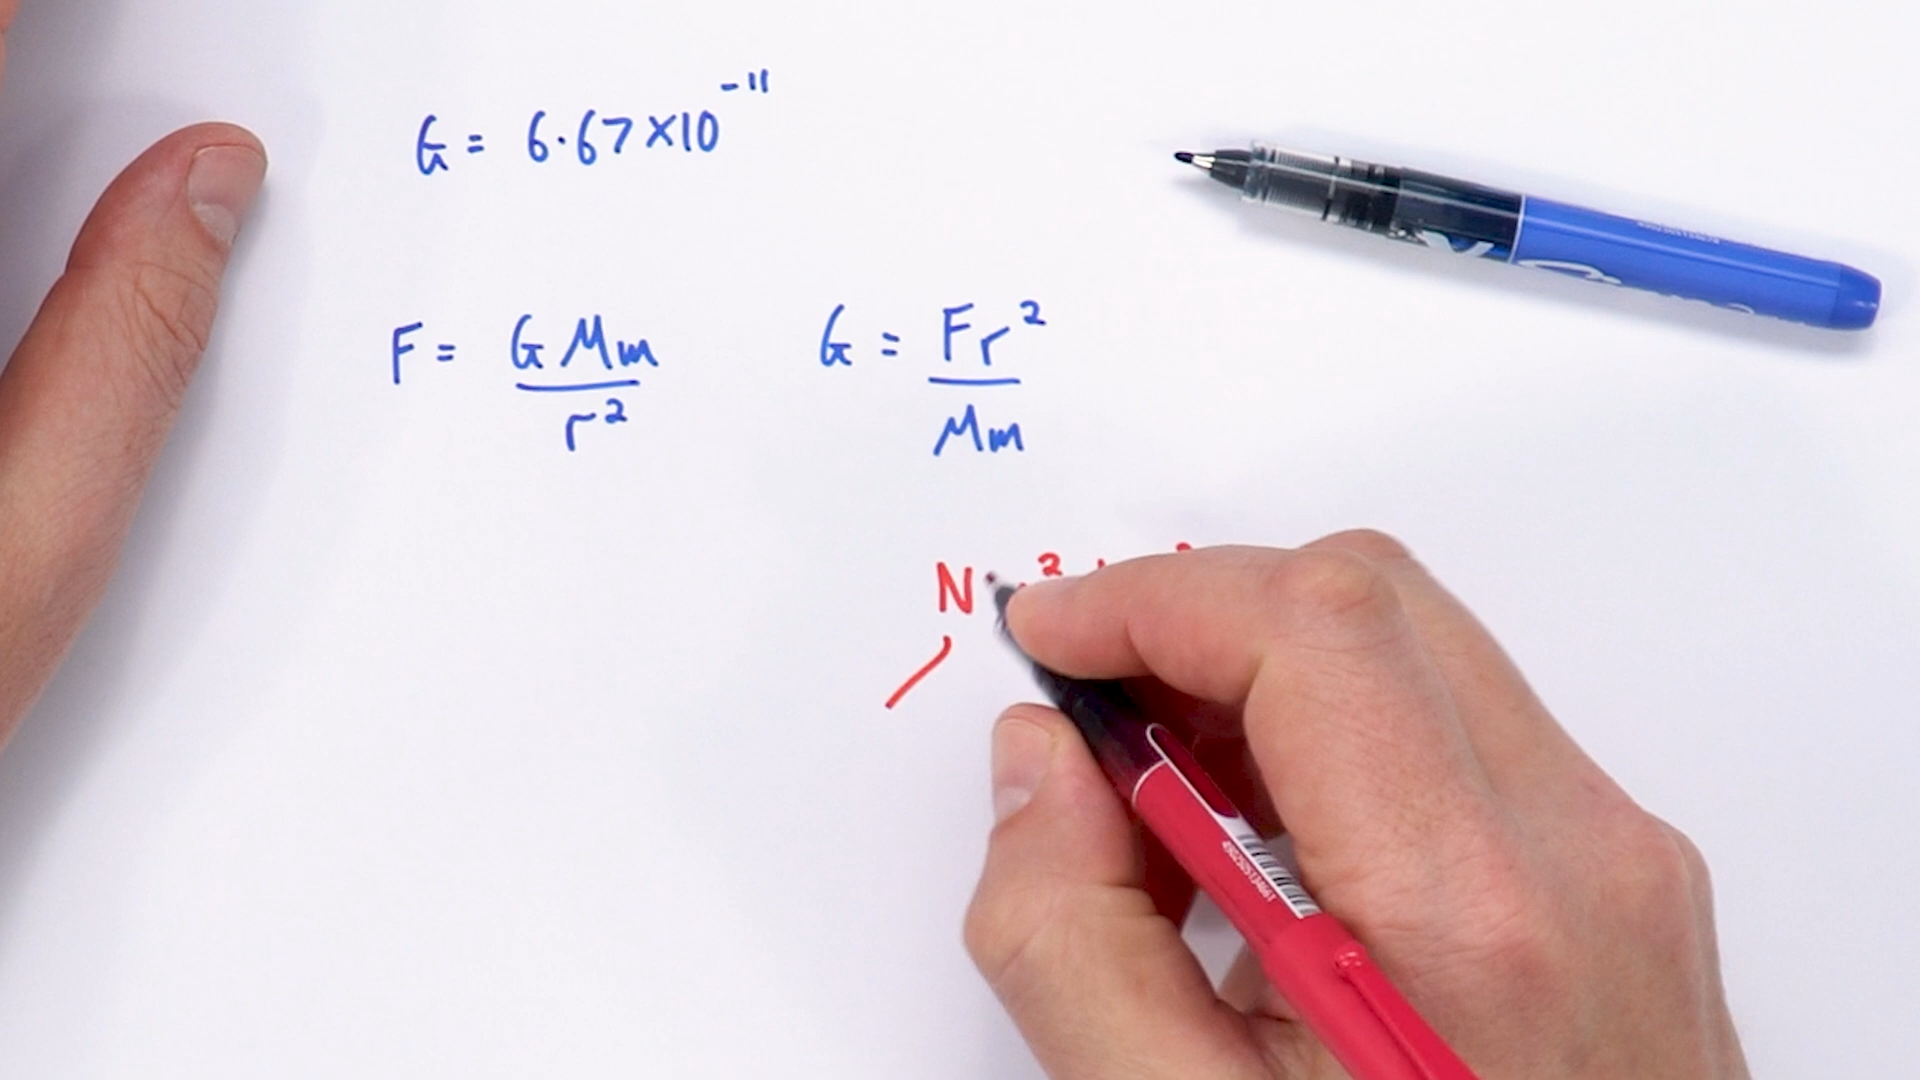 G = 6.67×10⁻¹¹
F = GMm/r²
G = Fr²/Mm
N